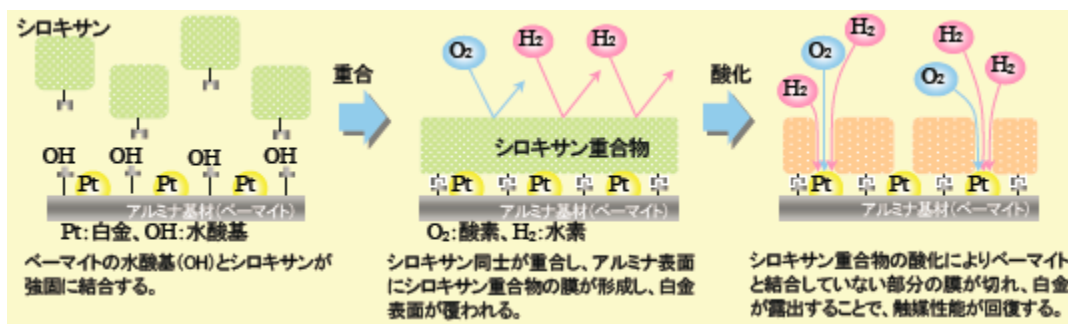 シロキサン
OH OH OH OH
Pt Pt Pt
アルミナ基材(ベーマイト)
Pt:白金、OH:水酸基
ベーマイトの水酸基(OH)とシロキサンが
強固に結合する。
重合
O₂ H₂ H₂
シロキサン重合物
Pt Pt Pt
アルミナ基材(ベーマイト)
O₂:酸素、H₂:水素
シロキサン同士が重合し、アルミナ表面
にシロキサン重合物の膜が形成し、白金
表面が覆われる。
酸化
H₂ O₂ H₂ H₂
O₂ H₂
Pt Pt Pt
アルミナ基材(ベーマイト)
シロキサン重合物の酸化によりベーマイト
と結合していない部分の膜が切れ、白金
が露出することで、触媒性能が回復する。